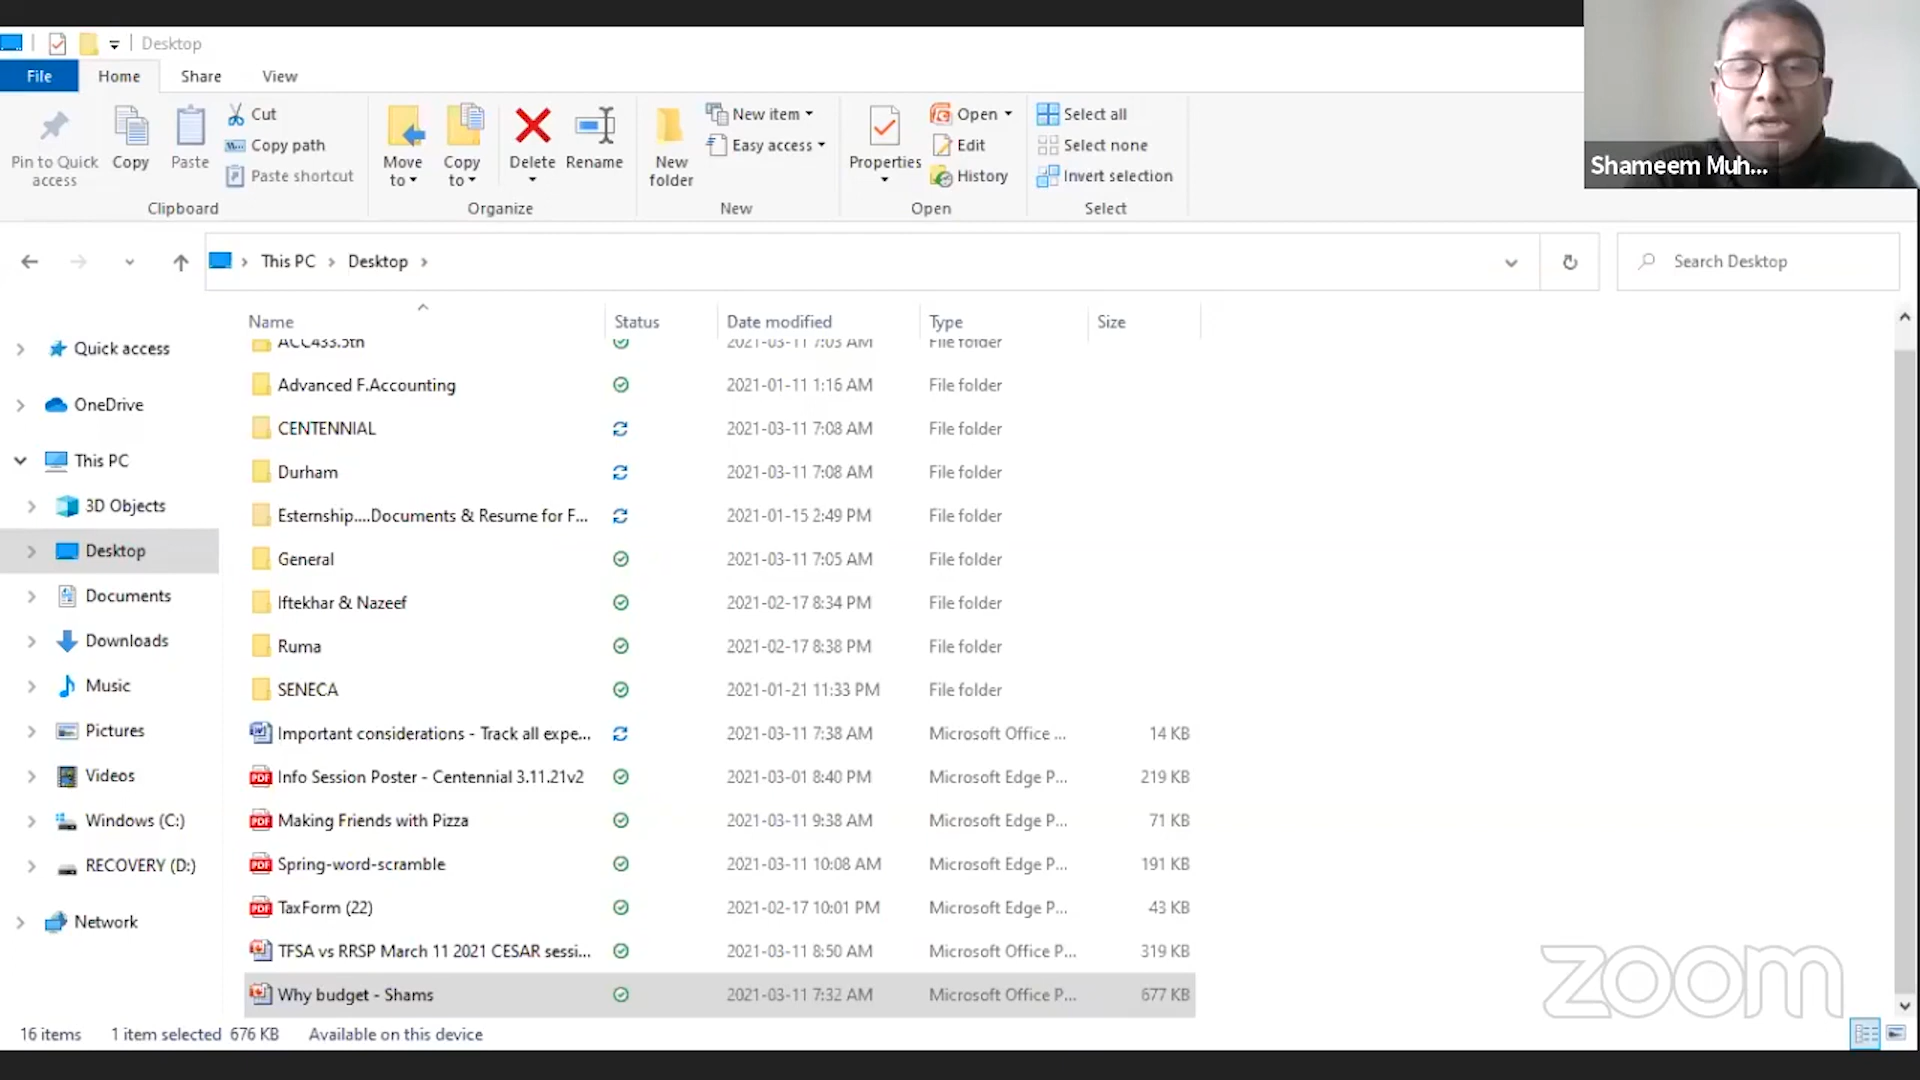 Desktop
File Home Share View
Pin to Quick access
Copy
Paste
Cut
Copy path
Paste shortcut
Clipboard
Move to
Copy to
Delete
Rename
Organize
New folder
New item
Easy access
New
Properties
Open
Edit
History
Open
Select all
Select none
Invert selection
Select
Shameem Muh...
This PC Desktop
Search Desktop
Quick access
OneDrive
This PC
3D Objects
Desktop
Documents
Downloads
Music
Pictures
Videos
Windows (C:)
RECOVERY (D:)
Network
Name Status Date modified Type Size
ACC433.5th 2021-03-11 7:03 AM File folder
Advanced F.Accounting 2021-01-11 1:16 AM File folder
CENTENNIAL 2021-03-11 7:08 AM File folder
Durham 2021-03-11 7:08 AM File folder
Esternship....Documents & Resume for F... 2021-01-15 2:49 PM File folder
General 2021-03-11 7:05 AM File folder
Iftekhar & Nazeef 2021-02-17 8:34 PM File folder
Ruma 2021-02-17 8:38 PM File folder
SENECA 2021-01-21 11:33 PM File folder
Important considerations - Track all expe... 2021-03-11 7:38 AM Microsoft Office ... 14 KB
Info Session Poster - Centennial 3.11.21v2 2021-03-01 8:40 PM Microsoft Edge P... 219 KB
Making Friends with Pizza 2021-03-11 9:38 AM Microsoft Edge P... 71 KB
Spring-word-scramble 2021-03-11 10:08 AM Microsoft Edge P... 191 KB
TaxForm (22) 2021-02-17 10:01 PM Microsoft Edge P... 43 KB
TFSA vs RRSP March 11 2021 CESAR sessi... 2021-03-11 8:50 AM Microsoft Office P... 319 KB
Why budget - Shams 2021-03-11 7:32 AM Microsoft Office P... 677 KB
16 items 1 item selected 676 KB Available on this device
zoom